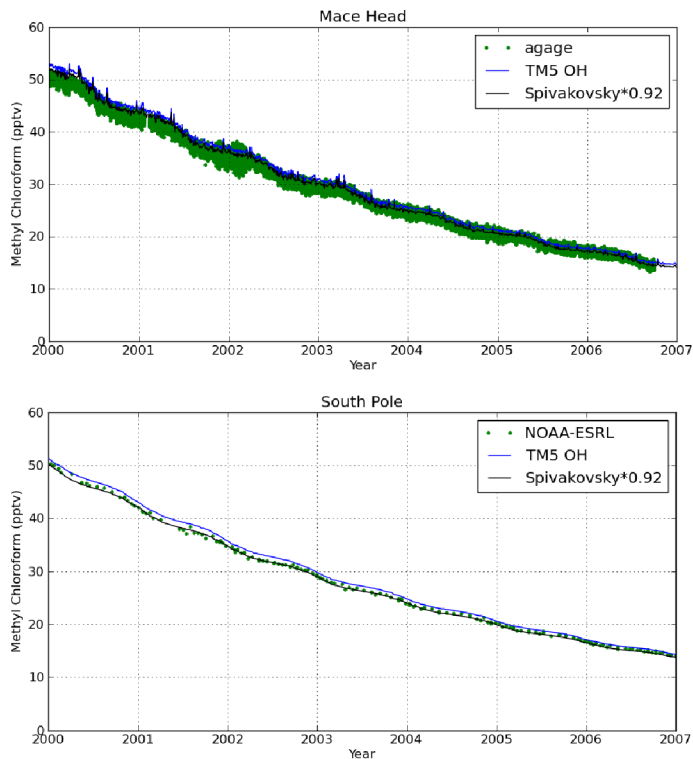 Mace Head
60
50
40
30
20
10
0
Methyl Chloroform (pptv)
agage
TM5 OH
Spivakovsky*0.92
2000 2001 2002 2003 2004 2005 2006 2007
Year
South Pole
60
50
40
30
20
10
0
Methyl Chloroform (pptv)
NOAA-ESRL
TM5 OH
Spivakovsky*0.92
2000 2001 2002 2003 2004 2005 2006 2007
Year